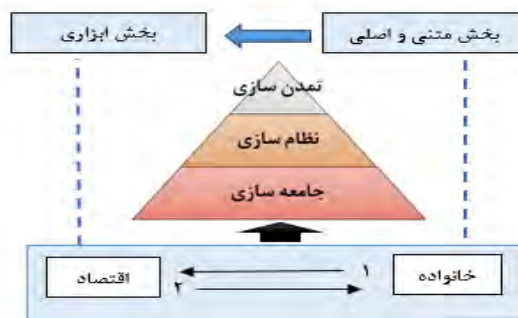 بخش متنی و اصلی
بخش ابزاری
تمدن سازی
نظام سازی
جامعه سازی
خانواده
۱
۲
اقتصاد